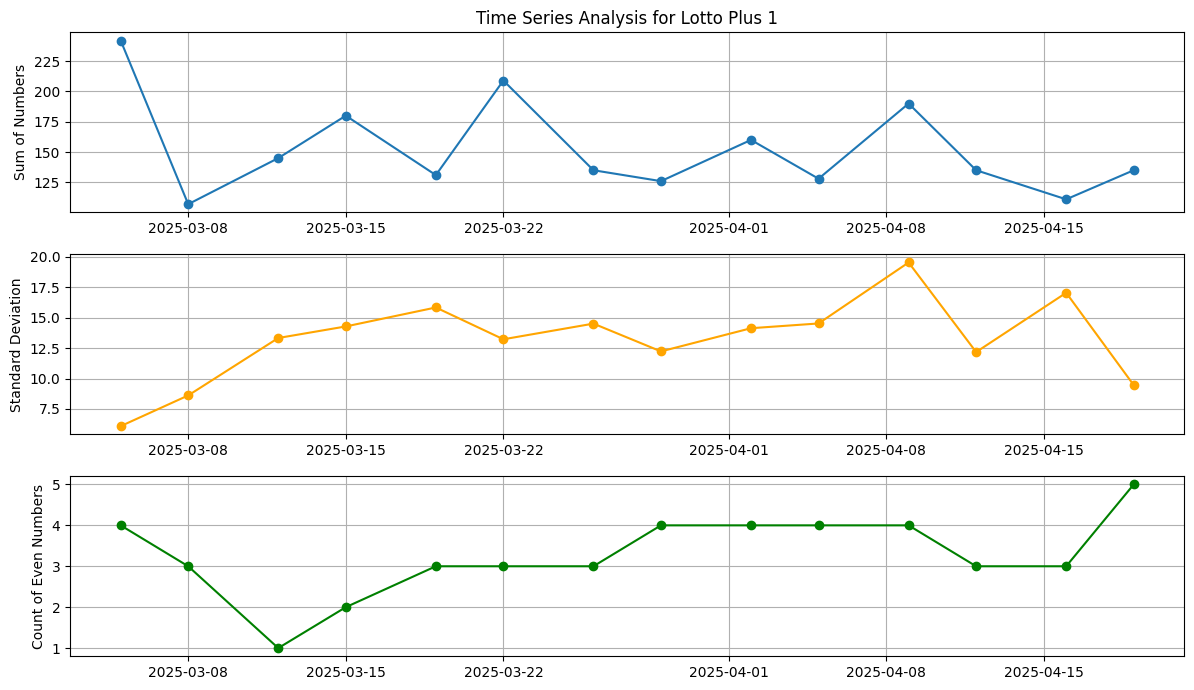 Time Series Analysis for Lotto Plus 1
Sum of Numbers
225
200
175
150
125
2025-03-08 2025-03-15 2025-03-22 2025-04-01 2025-04-08 2025-04-15
Standard Deviation
20.0
17.5
15.0
12.5
10.0
7.5
2025-03-08 2025-03-15 2025-03-22 2025-04-01 2025-04-08 2025-04-15
Count of Even Numbers
5
4
3
2
1
2025-03-08 2025-03-15 2025-03-22 2025-04-01 2025-04-08 2025-04-15